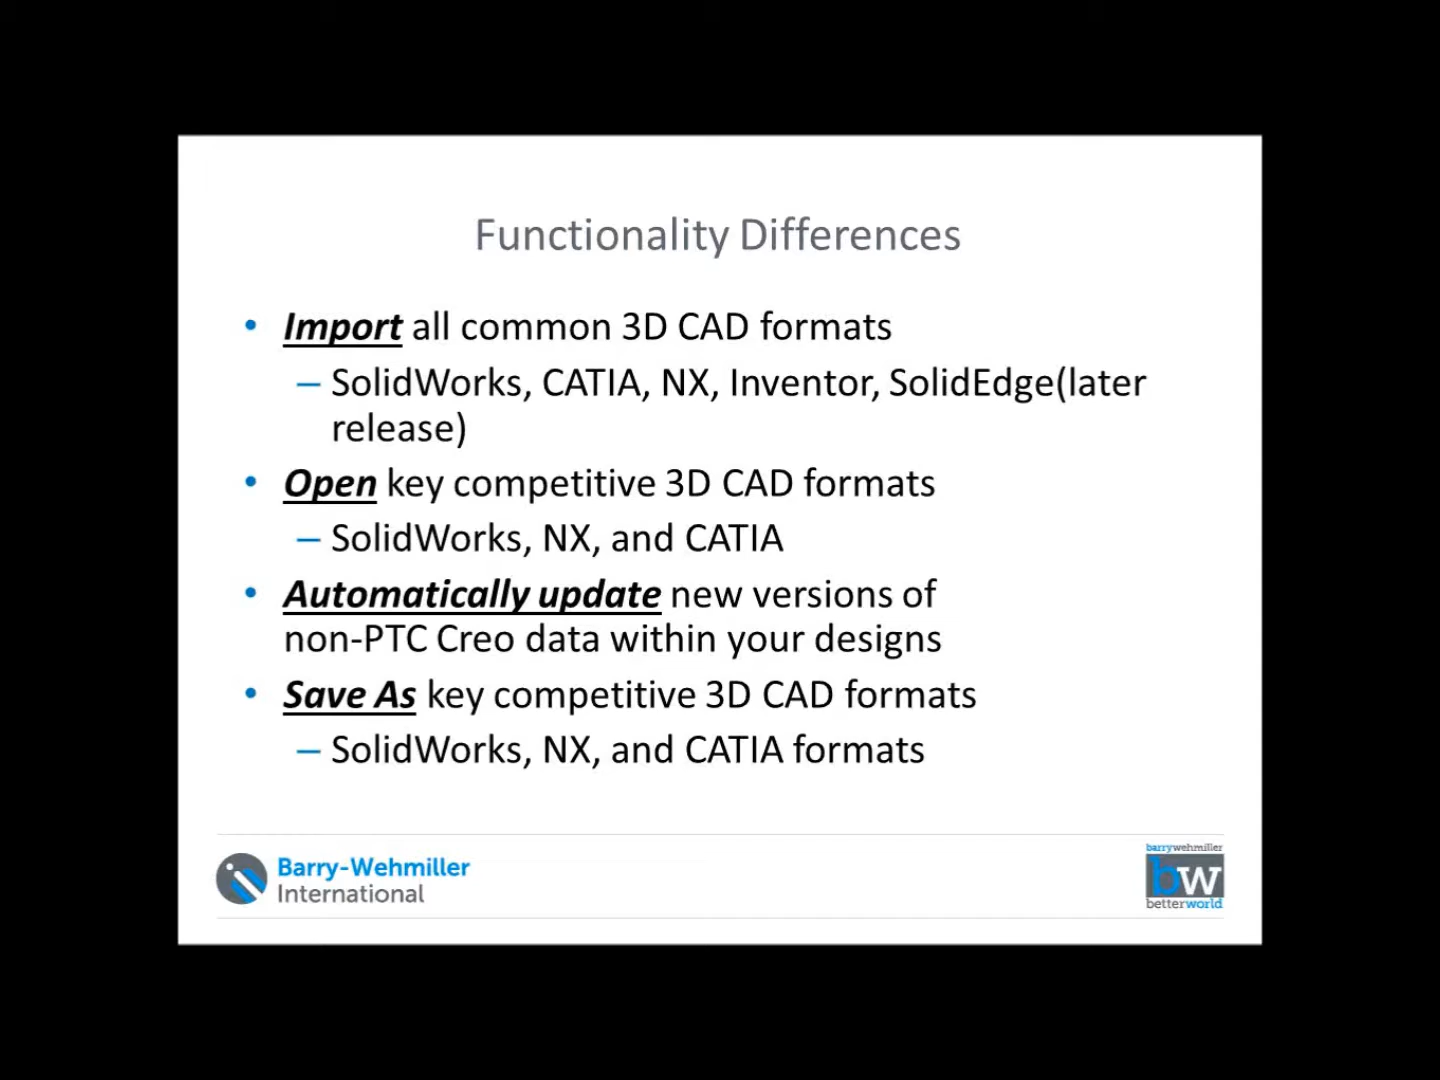 Functionality Differences
• Import all common 3D CAD formats
– SolidWorks, CATIA, NX, Inventor, SolidEdge(later
release)
• Open key competitive 3D CAD formats
– SolidWorks, NX, and CATIA
• Automatically update new versions of
non-PTC Creo data within your designs
• Save As key competitive 3D CAD formats
– SolidWorks, NX, and CATIA formats
Barry-Wehmiller
International
barrywehmiller
bw
betterworld